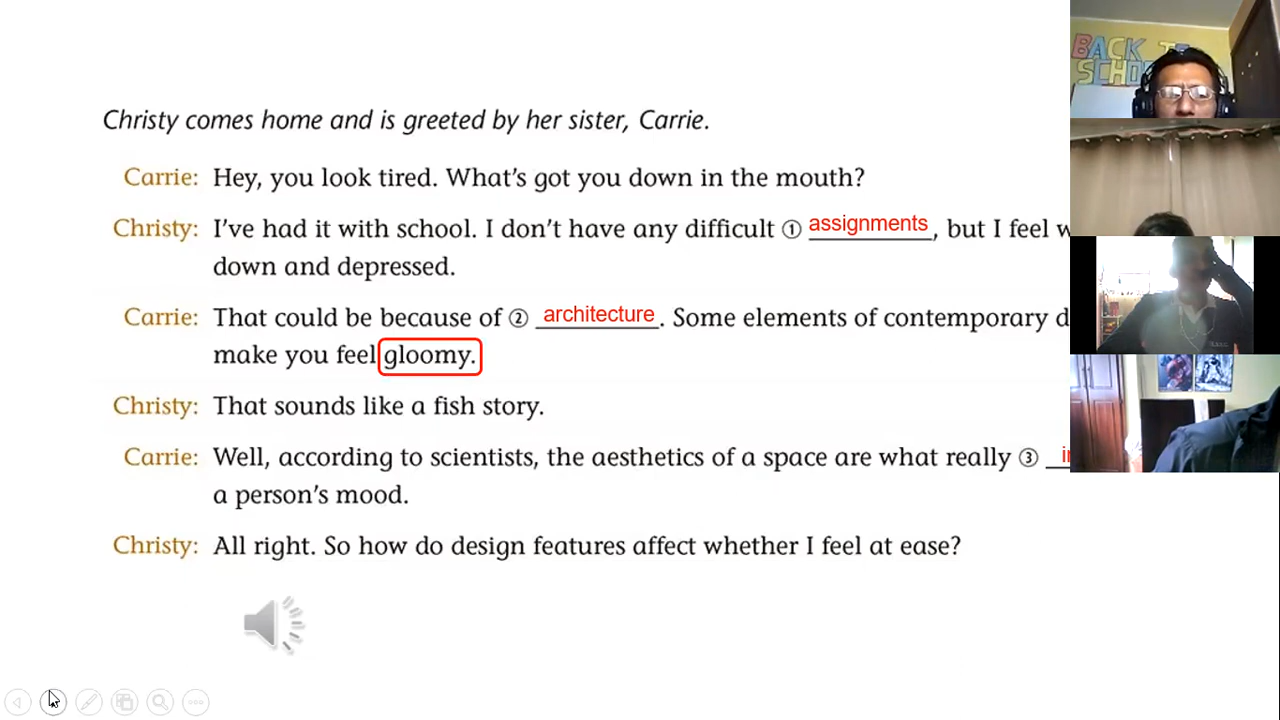 Christy comes home and is greeted by her sister, Carrie.
Carrie: Hey, you look tired. What's got you down in the mouth?
Christy: I've had it with school. I don't have any difficult ① assignments, but I feel
down and depressed.
Carrie: That could be because of ② architecture. Some elements of contemporary
make you feel gloomy.
Christy: That sounds like a fish story.
Carrie: Well, according to scientists, the aesthetics of a space are what really ③
a person's mood.
Christy: All right. So how do design features affect whether I feel at ease?
BACK
SCHO